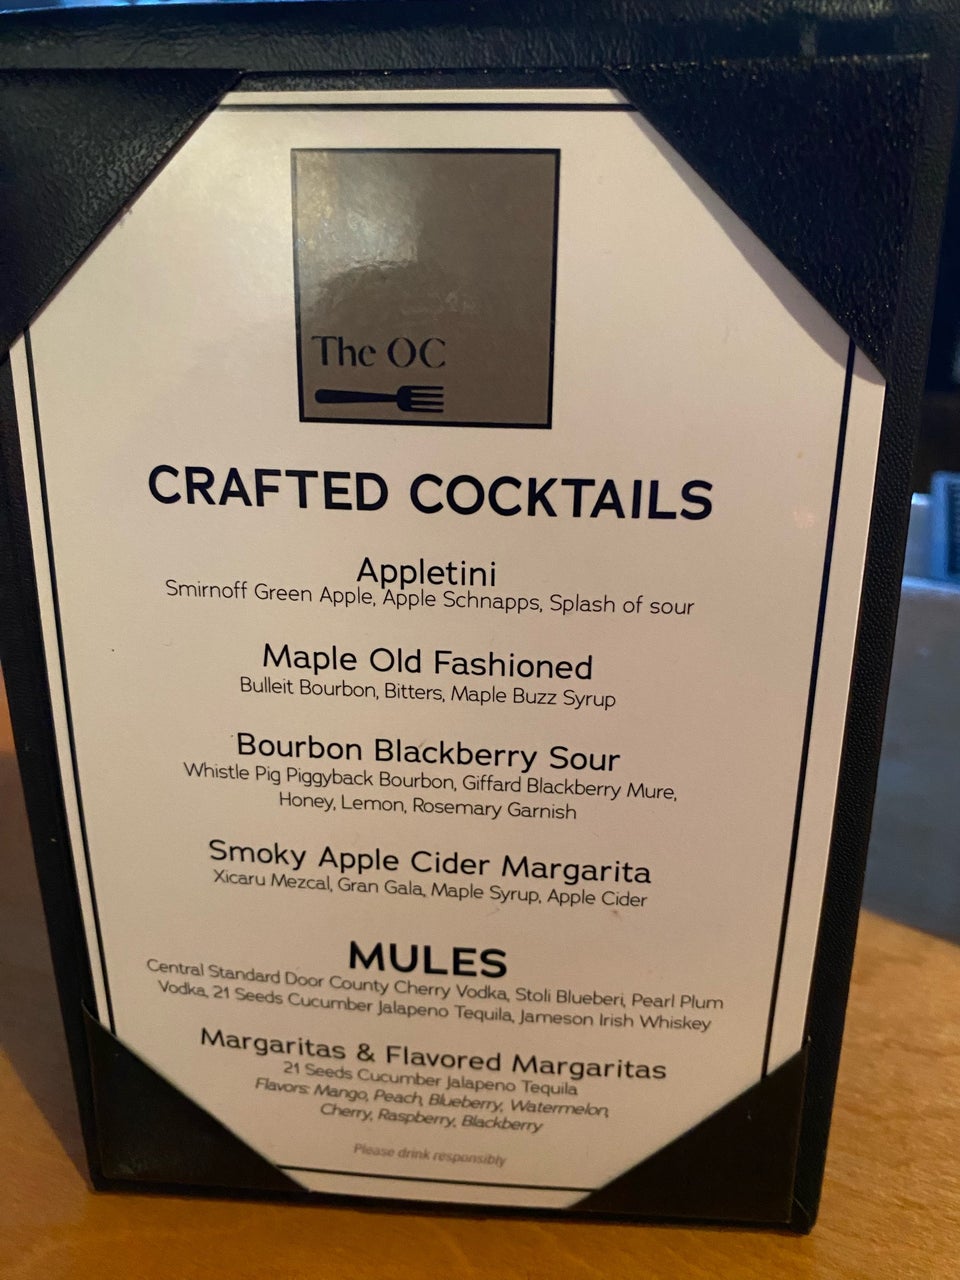 The OC
CRAFTED COCKTAILS
Appletini
Smirnoff Green Apple, Apple Schnapps, Splash of sour
Maple Old Fashioned
Bulleit Bourbon, Bitters, Maple Buzz Syrup
Bourbon Blackberry Sour
Whistle Pig Piggyback Bourbon, Giffard Blackberry Mure,
Honey, Lemon, Rosemary Garnish
Smoky Apple Cider Margarita
Xicaru Mezcal, Gran Gala, Maple Syrup, Apple Cider
MULES
Central Standard Door County Cherry Vodka, Stoli Blueberi, Pearl Plum
Vodka, 21 Seeds Cucumber Jalapeno Tequila, Jameson Irish Whiskey
Margaritas & Flavored Margaritas
21 Seeds Cucumber Jalapeno Tequila
Flavors: Mango, Peach, Blueberry, Watermelon,
Cherry, Raspberry, Blackberry
Please drink responsibly